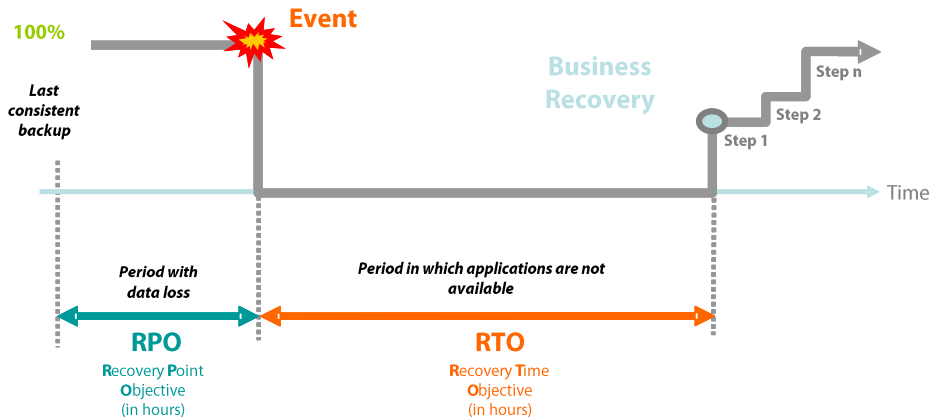 Event
100%
Last
consistent
backup
Business
Recovery
Step 1
Step 2
Step n
Time
Period with
data loss
Period in which applications are not
available
RPO
Recovery Point
Objective
(in hours)
RTO
Recovery Time
Objective
(in hours)